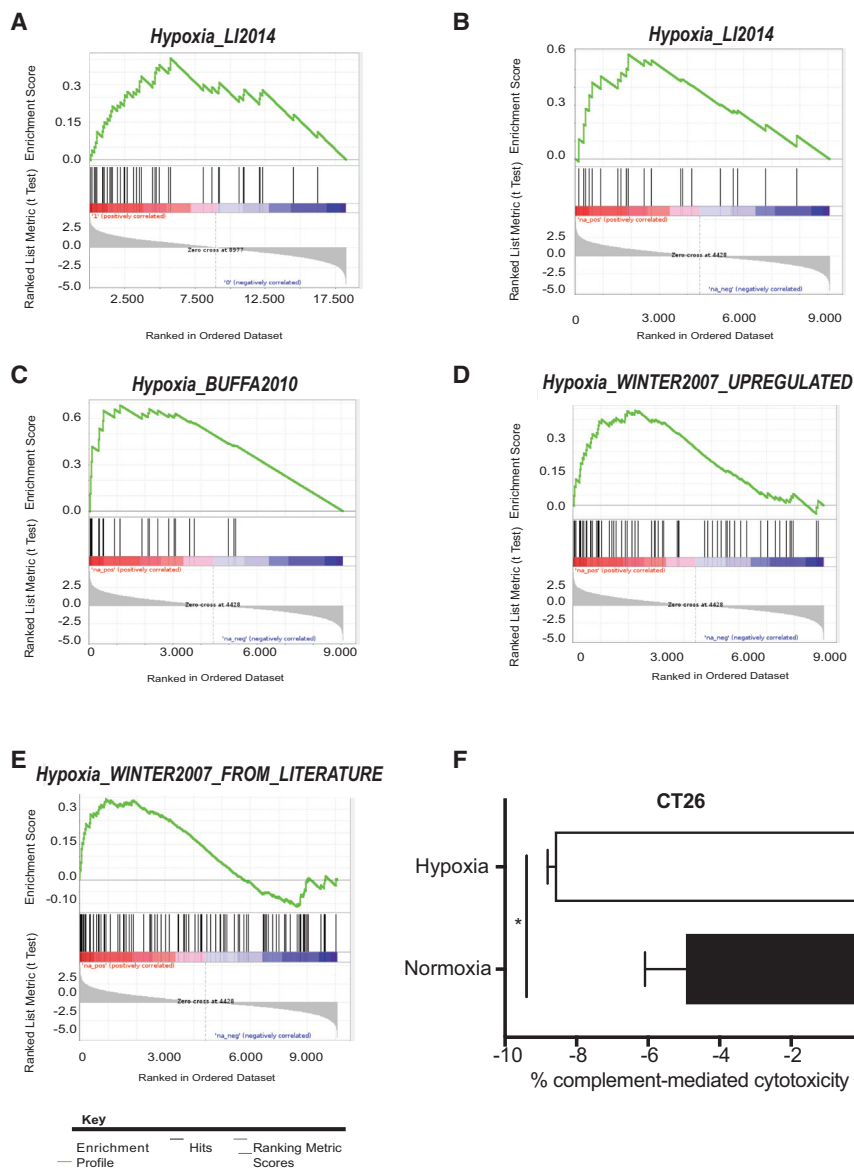 A
Hypoxia_LI2014
Enrichment Score
0.3
0.15
0.0
Ranked List Metric (t Test)
'1' (positively correlated)
2.5
0.0
-2.5
-5.0
Zero cross at 8977
'0' (negatively correlated)
2.500 7.500 12.500 17.500
Ranked in Ordered Dataset
B
Hypoxia_LI2014
Enrichment Score
0.6
0.4
0.2
0.0
Ranked List Metric (t Test)
'na_pos' (positively correlated)
2.5
0.0
-2.5
-5.0
Zero cross at 4428
'na_neg' (negatively correlated)
0 3.000 6.000 9.000
Ranked in Ordered Dataset
C
Hypoxia_BUFFA2010
Enrichment Score
0.6
0.3
0.0
Ranked List Metric (t Test)
'na_pos' (positively correlated)
2.5
0.0
-2.5
-5.0
Zero cross at 4428
'na_neg' (negatively correlated)
0 3.000 6.000 9.000
Ranked in Ordered Dataset
D
Hypoxia_WINTER2007_UPREGULATED
Enrichment Score
0.3
0.15
0.0
Ranked List Metric (t Test)
'na_pos' (positively correlated)
2.5
0.0
-2.5
-5.0
Zero cross at 4428
'na_neg' (negatively correlated)
0 3.000 6.000 9.000
Ranked in Ordered Dataset
E
Hypoxia_WINTER2007_FROM_LITERATURE
Enrichment Score
0.3
0.15
0.0
-0.10
Ranked List Metric (t Test)
'na_pos' (positively correlated)
2.5
0.0
-2.5
-5.0
Zero cross at 4428
'na_neg' (negatively correlated)
0 3.000 6.000 9.000
Ranked in Ordered Dataset
Key
Enrichment Profile
Hits
Ranking Metric Scores
F
CT26
Hypoxia
Normoxia
*
-10 -8 -6 -4 -2
% complement-mediated cytotoxicity